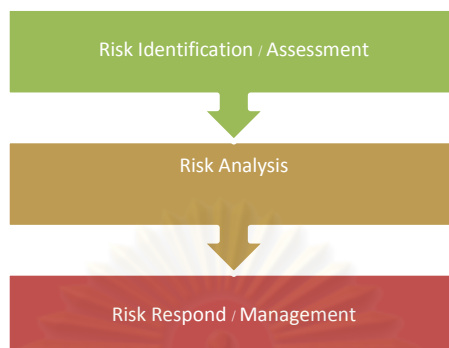 Risk Identification / Assessment
Risk Analysis
Risk Respond / Management